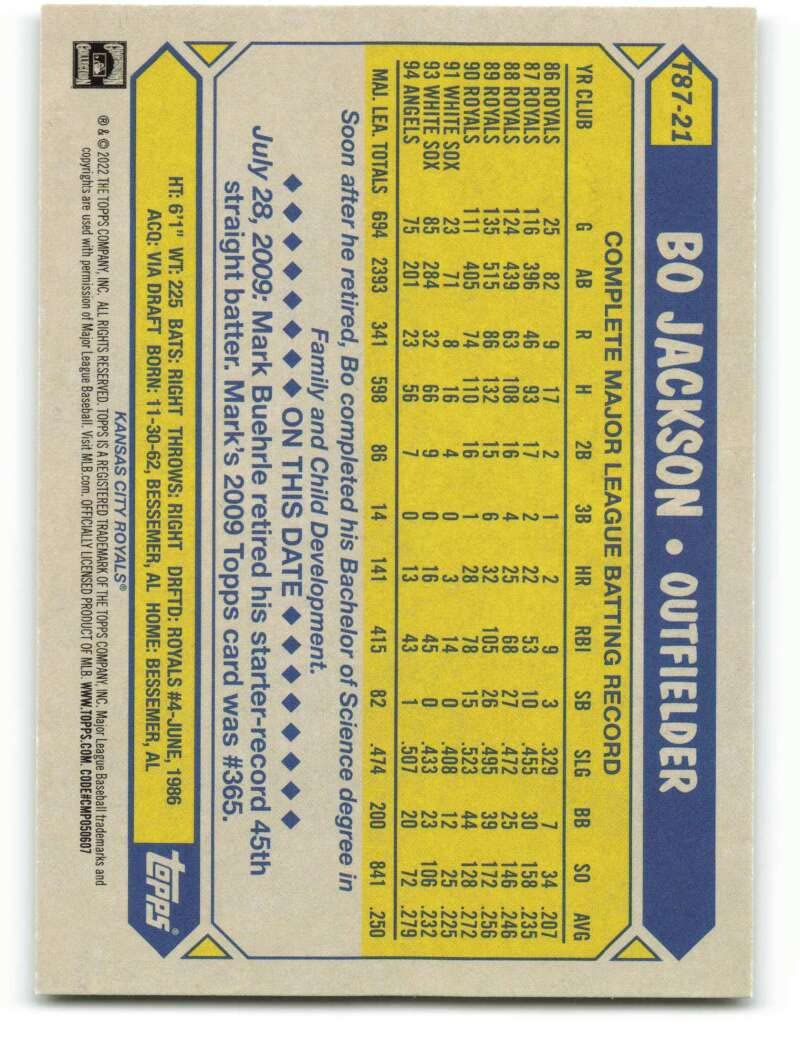 T87-21
BO JACKSON • OUTFIELDER
COMPLETE MAJOR LEAGUE BATTING RECORD
YR CLUB G AB R H 2B 3B HR RBI SB SLG BB SO AVG
86 ROYALS 25 82 9 17 2 1 2 9 3 .329 7 34 .207
87 ROYALS 116 396 46 93 17 2 22 53 10 .455 30 158 .235
88 ROYALS 124 439 63 108 16 4 25 68 27 .472 25 146 .246
89 ROYALS 135 515 86 132 15 6 32 105 26 .495 39 172 .256
90 ROYALS 111 405 74 110 16 1 28 78 15 .523 44 128 .272
91 WHITE SOX 23 71 8 16 4 0 3 14 0 .408 12 25 .225
93 WHITE SOX 85 284 32 66 9 0 16 45 0 .433 23 106 .232
94 ANGELS 75 201 23 56 7 0 13 43 1 .507 20 72 .279
MAJ. LEA. TOTALS 694 2393 341 598 86 14 141 415 82 .474 200 841 .250
Soon after he retired, Bo completed his Bachelor of Science degree in
Family and Child Development.
◆ ◆ ◆ ◆ ◆ ◆ ON THIS DATE ◆ ◆ ◆ ◆ ◆ ◆
July 28, 2009: Mark Buehrle retired his starter-record 45th
straight batter. Mark's 2009 Topps card was #365.
HT: 6'1" WT: 225 BATS: RIGHT THROWS: RIGHT DRFTD: ROYALS #4-JUNE, 1986
ACQ: VIA DRAFT BORN: 11-30-62, BESSEMER, AL HOME: BESSEMER, AL
topps®
KANSAS CITY ROYALS®
® & © 2022 THE TOPPS COMPANY, INC. ALL RIGHTS RESERVED. TOPPS IS A REGISTERED TRADEMARK OF THE TOPPS COMPANY, INC. Major League Baseball trademarks and
copyrights are used with permission of Major League Baseball. Visit MLB.com. OFFICIALLY LICENSED PRODUCT OF MLB. WWW.TOPPS.COM. CODE#CMP050607
COOPERSTOWN
COLLECTION